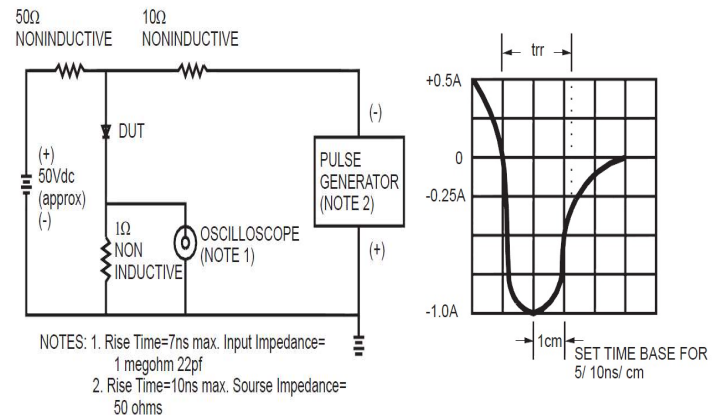 50Ω
NONINDUCTIVE
10Ω
NONINDUCTIVE
DUT
(+)
50Vdc
(approx)
(-)
1Ω
NON
INDUCTIVE
OSCILLOSCOPE
(NOTE 1)
(-)
PULSE
GENERATOR
(NOTE 2)
(+)
NOTES: 1. Rise Time=7ns max. Input Impedance=
1 megohm 22pf
2. Rise Time=10ns max. Sourse Impedance=
50 ohms
trr
+0.5A
0
-0.25A
-1.0A
1cm
SET TIME BASE FOR
5/ 10ns/ cm